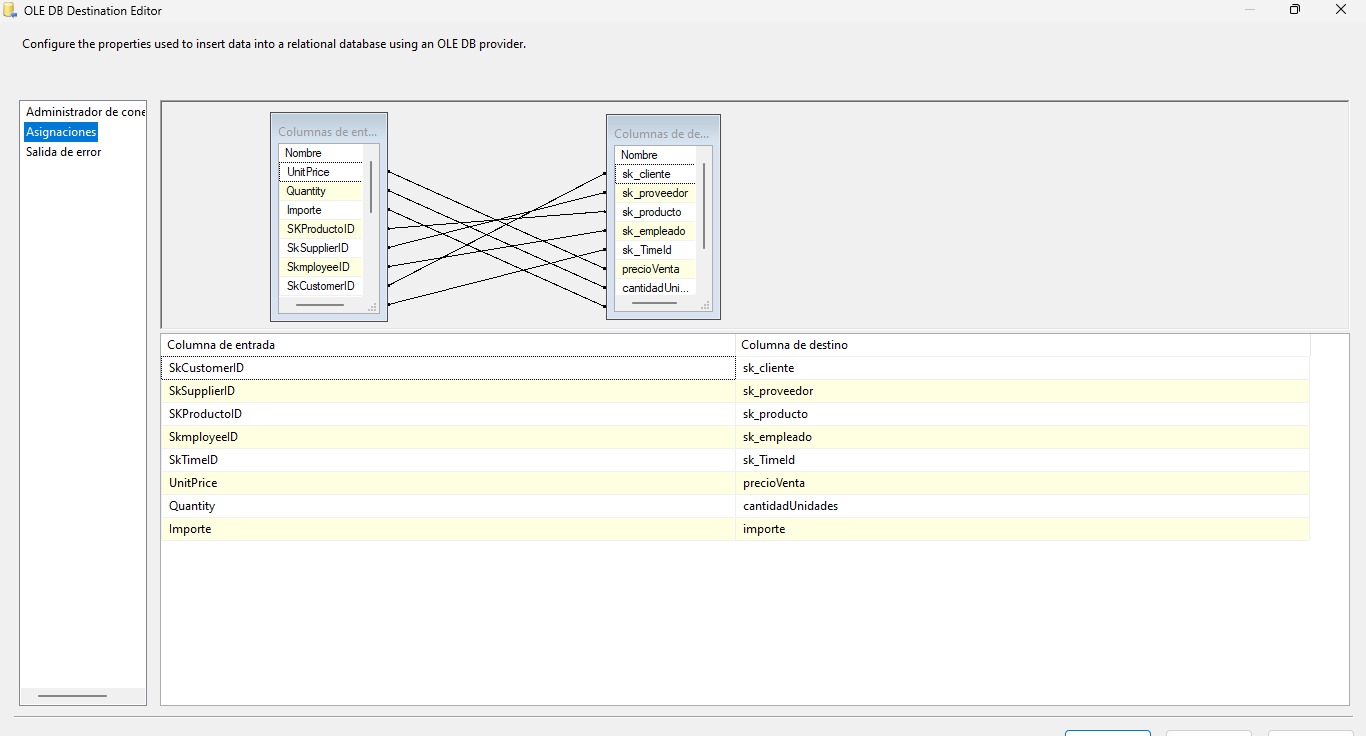 OLE DB Destination Editor
Configure the properties used to insert data into a relational database using an OLE DB provider.
Administrador de cone
Asignaciones
Salida de error
Columnas de ent...
Nombre
UnitPrice
Quantity
Importe
SKProductoID
SkSupplierID
SkmployeeID
SkCustomerID
Columnas de de...
Nombre
sk_cliente
sk_proveedor
sk_producto
sk_empleado
sk_TimeId
precioVenta
cantidadUni...
Columna de entrada Columna de destino
SkCustomerID sk_cliente
SkSupplierID sk_proveedor
SKProductoID sk_producto
SkmployeeID sk_empleado
SkTimeID sk_TimeId
UnitPrice precioVenta
Quantity cantidadUnidades
Importe importe